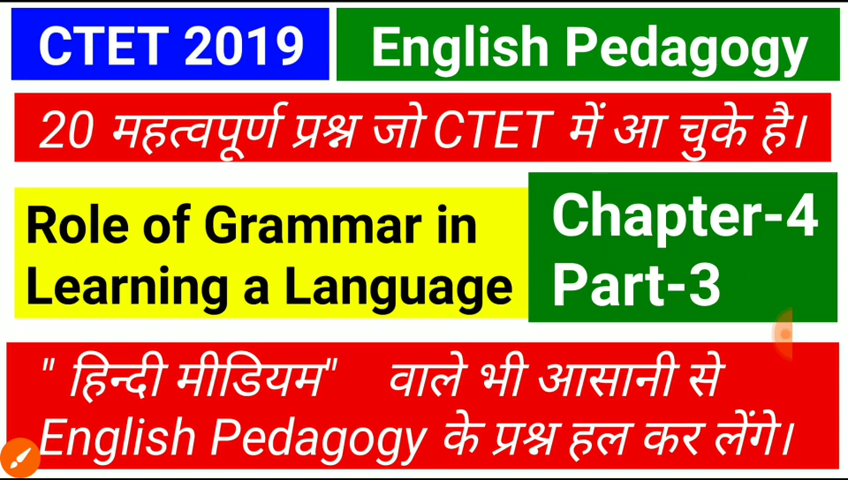 CTET 2019 English Pedagogy
20 महत्वपूर्ण प्रश्न जो CTET में आ चुके है।
Role of Grammar in
Learning a Language
Chapter-4
Part-3
" हिन्दी मीडियम" वाले भी आसानी से
English Pedagogy के प्रश्न हल कर लेंगे।